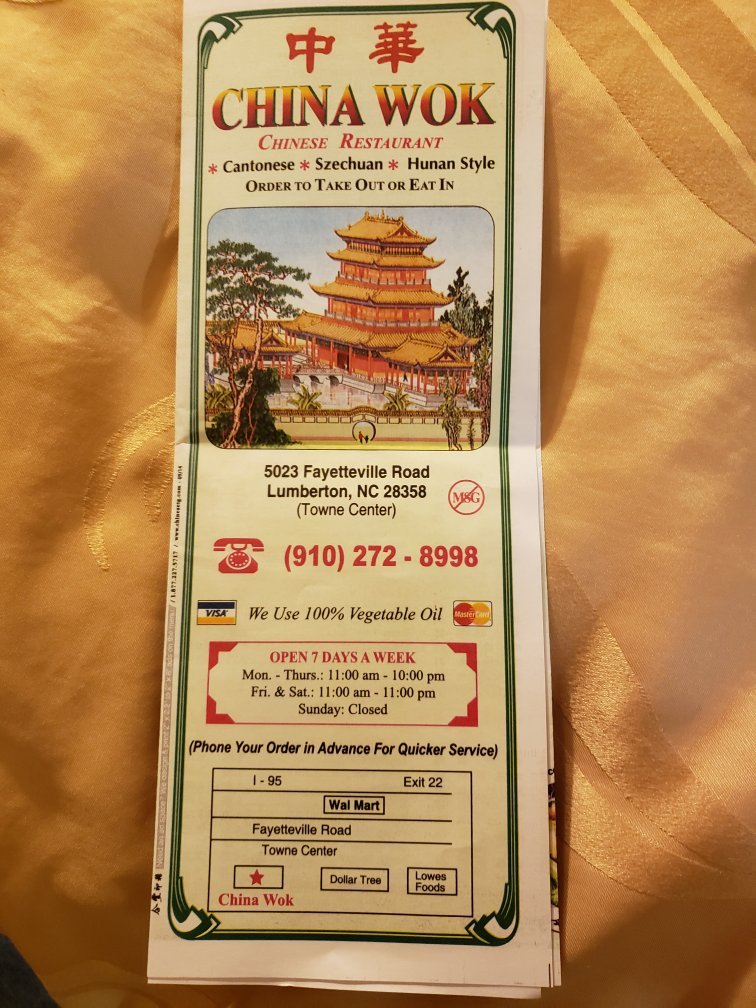 中華
CHINA WOK
CHINESE RESTAURANT
* Cantonese * Szechuan * Hunan Style
ORDER TO TAKE OUT OR EAT IN
5023 Fayetteville Road
Lumberton, NC 28358
(Towne Center)
MSG
(910) 272 - 8998
VISA
We Use 100% Vegetable Oil
MasterCard
OPEN 7 DAYS A WEEK
Mon. - Thurs.: 11:00 am - 10:00 pm
Fri. & Sat.: 11:00 am - 11:00 pm
Sunday: Closed
(Phone Your Order in Advance For Quicker Service)
I - 95 Exit 22
Wal Mart
Fayetteville Road
Towne Center
Dollar Tree
Lowes
Foods
China Wok